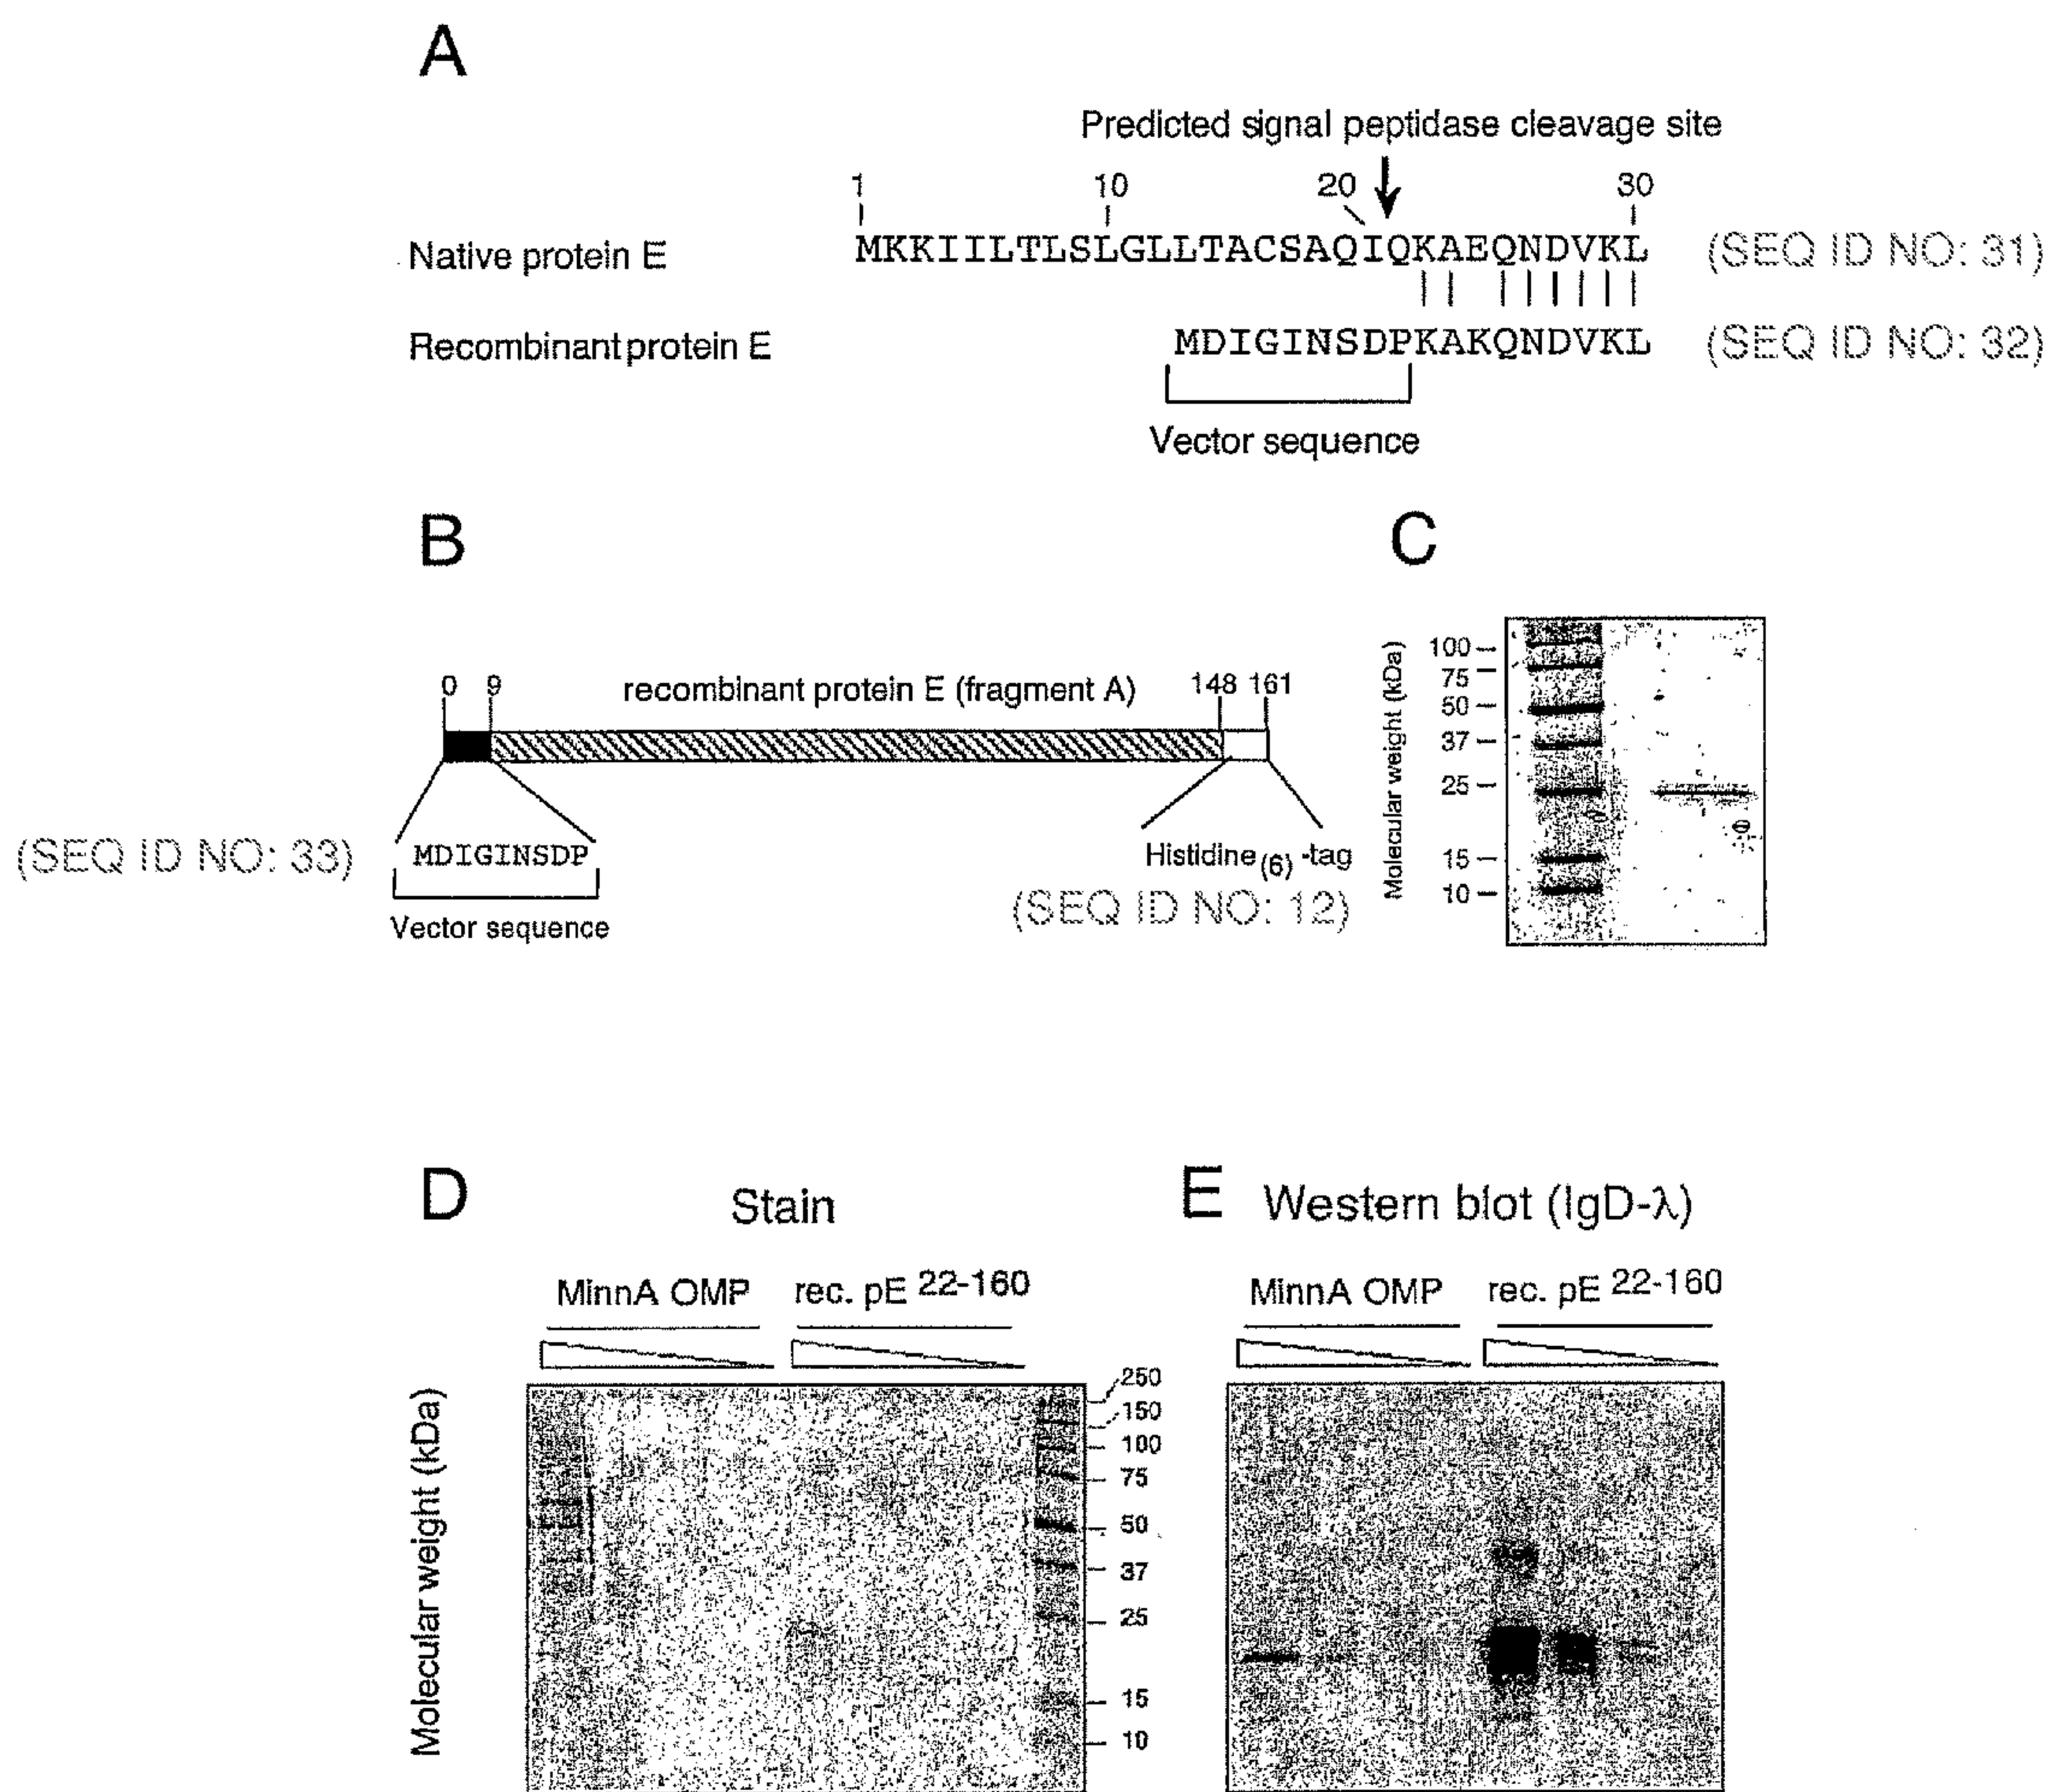 A
Predicted signal peptidase cleavage site
1 10 20 30
Native protein E MKKIILTLSLGLLTACSAQIQKAEQNDVKL (SEQ ID NO: 31)
Recombinant protein E MDIGINSDPKAKQNDVKL (SEQ ID NO: 32)
Vector sequence
B
0 9 recombinant protein E (fragment A) 148 161
(SEQ ID NO: 33) MDIGINSDP
Vector sequence
Histidine(6)-tag
(SEQ ID NO: 12)
C
Molecular weight (kDa)
100
75
50
37
25
15
10
D
Stain
MinnA OMP rec. pE 22-160
Molecular weight (kDa)
250
150
100
75
50
37
25
15
10
E
Western blot (IgD-λ)
MinnA OMP rec. pE 22-160